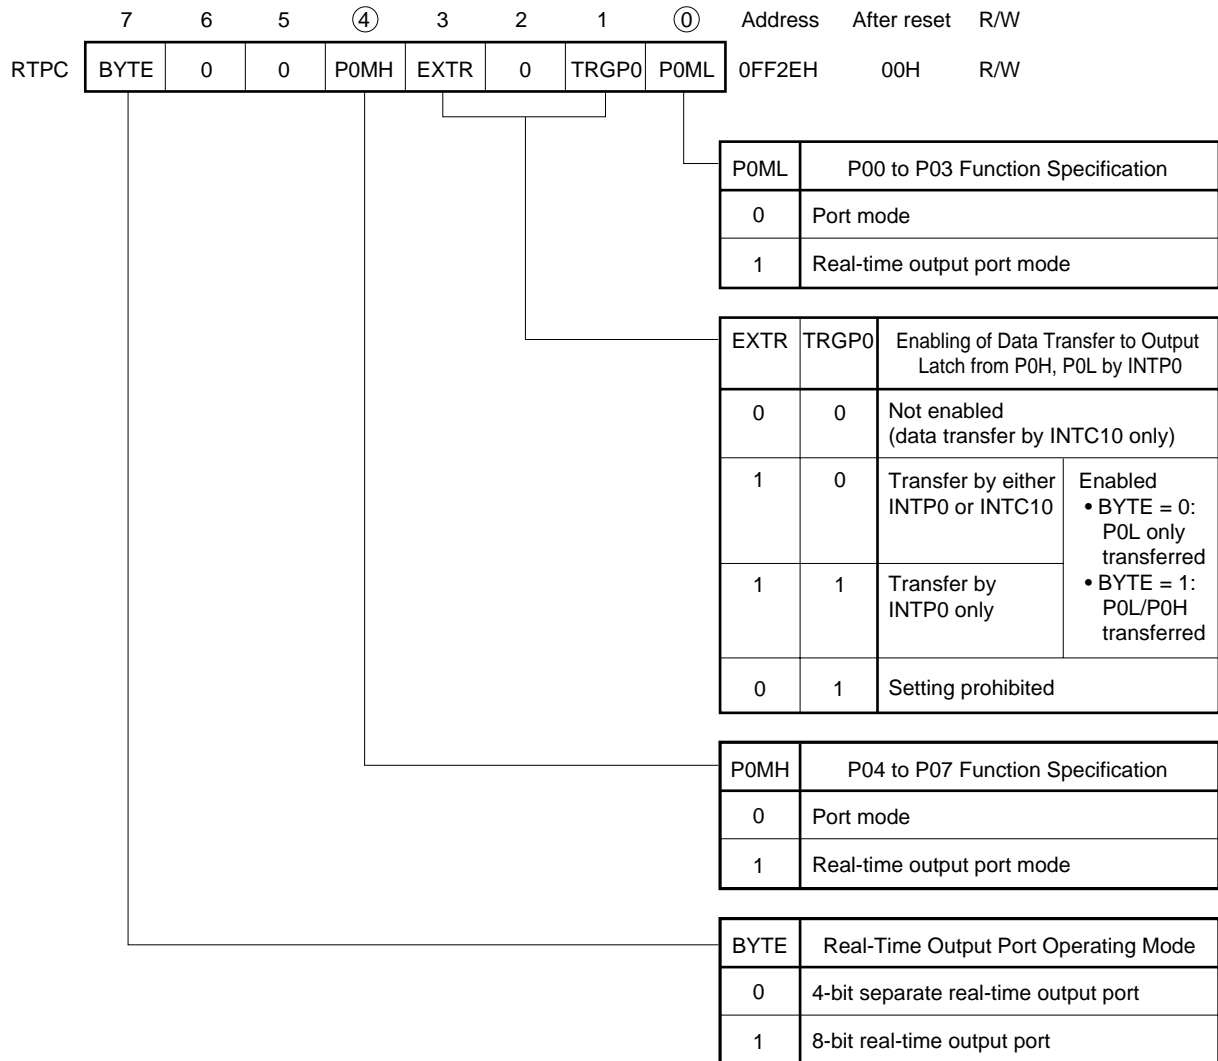 7 6 5 ④ 3 2 1 ⓪ Address After reset R/W
RTPC BYTE 0 0 P0MH EXTR 0 TRGP0 P0ML 0FF2EH 00H R/W
P0ML P00 to P03 Function Specification
0 Port mode
1 Real-time output port mode
EXTR TRGP0 Enabling of Data Transfer to Output
Latch from P0H, P0L by INTP0
0 0 Not enabled
(data transfer by INTC10 only)
1 0 Transfer by either
INTP0 or INTC10
1 1 Transfer by
INTP0 only
Enabled
• BYTE = 0:
P0L only
transferred
• BYTE = 1:
P0L/P0H
transferred
0 1 Setting prohibited
P0MH P04 to P07 Function Specification
0 Port mode
1 Real-time output port mode
BYTE Real-Time Output Port Operating Mode
0 4-bit separate real-time output port
1 8-bit real-time output port